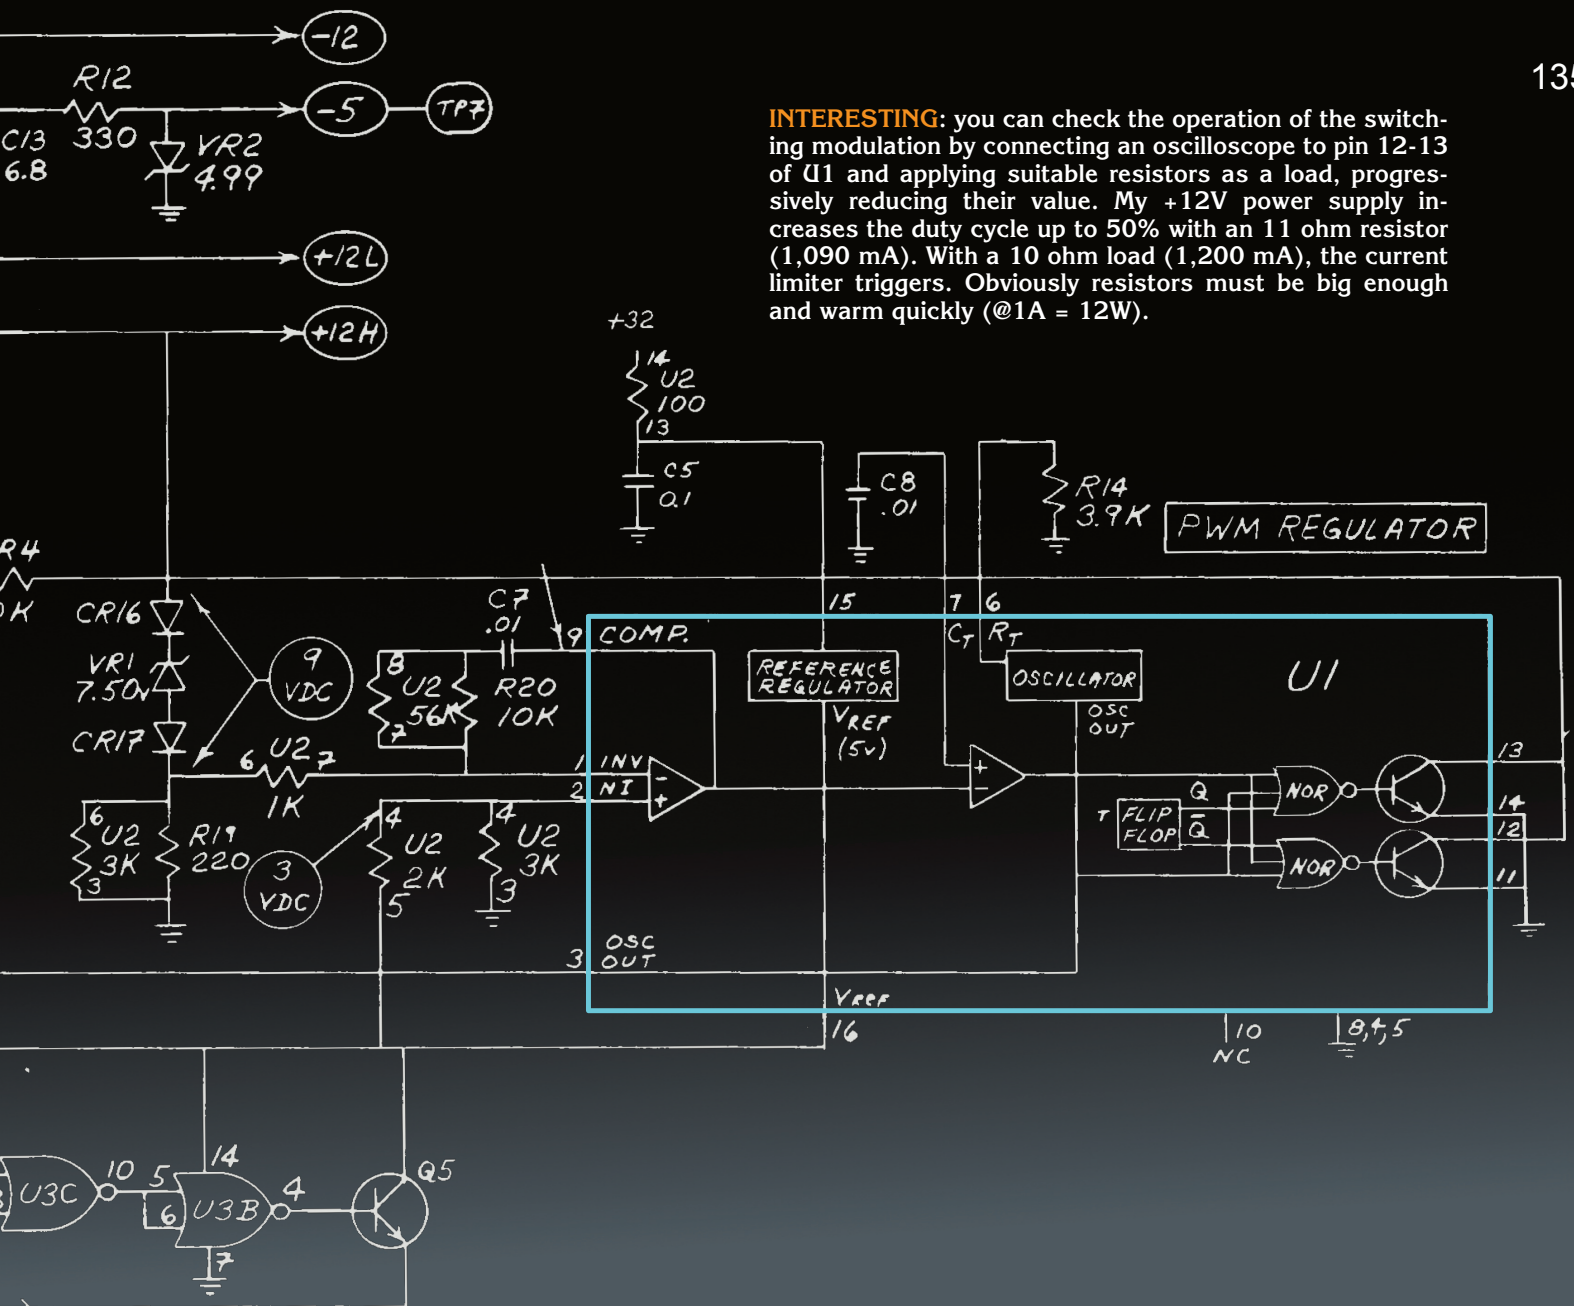 -12
135
R12
-5
TP7
330
C13
6.8
VR2
4.99
INTERESTING: you can check the operation of the switch-
ing modulation by connecting an oscilloscope to pin 12-13
of U1 and applying suitable resistors as a load, progres-
sively reducing their value. My +12V power supply in-
creases the duty cycle up to 50% with an 11 ohm resistor
(1,090 mA). With a 10 ohm load (1,200 mA), the current
limiter triggers. Obviously resistors must be big enough
and warm quickly (@1A = 12W).
+12L
+12H
+32
14
U2
100
13
C5
0.1
C8
.01
R14
3.9K
PWM REGULATOR
R4
K
CR16
VR1
7.50v
CR17
9
VDC
C7
.01
9
COMP.
15
7
6
CT
RT
8
U2
56K
7
R20
10K
REFERENCE
REGULATOR
VREF
(5v)
OSCILLATOR
OSC
OUT
U1
6
U2
7
1K
1
INV
-
2
NI
+
+
-
13
14
12
11
NOR
NOR
T
FLIP
FLOP
Q
Q̅
6
U2
3K
3
R19
220
3
VDC
4
U2
2K
5
4
U2
3K
3
3
OSC
OUT
VREF
16
10
NC
8,4,5
U3C
10
5
6
14
U3B
7
4
Q5